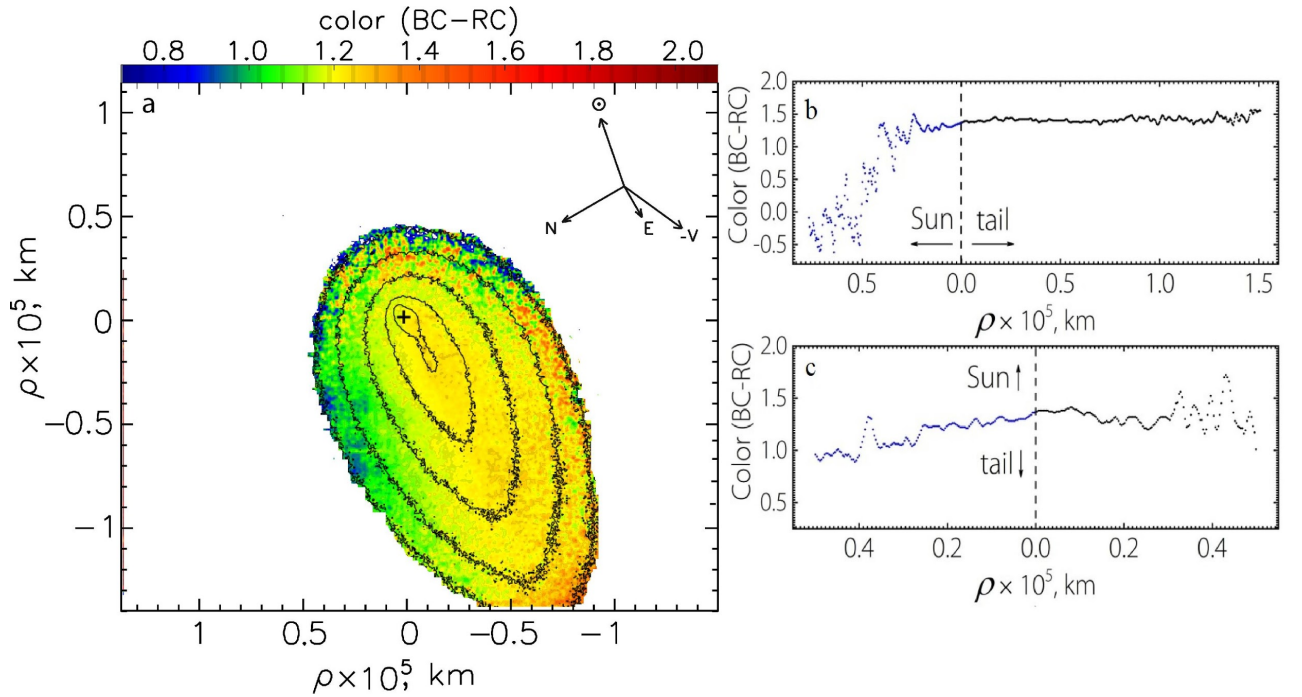 color (BC−RC)
0.8 1.0 1.2 1.4 1.6 1.8 2.0
a
⊙
N
E
-V
1
0.5
0
−0.5
−1
ρ×10⁵, km
1 0.5 0 −0.5 −1
ρ×10⁵, km
b
2.0
1.5
1.0
0.5
0.0
-0.5
Color (BC-RC)
Sun tail
0.5 0.0 0.5 1.0 1.5
ρ × 10⁵, km
c
2.0
1.5
1.0
0.5
Color (BC-RC)
Sun
tail
0.4 0.2 0.0 0.2 0.4
ρ × 10⁵, km